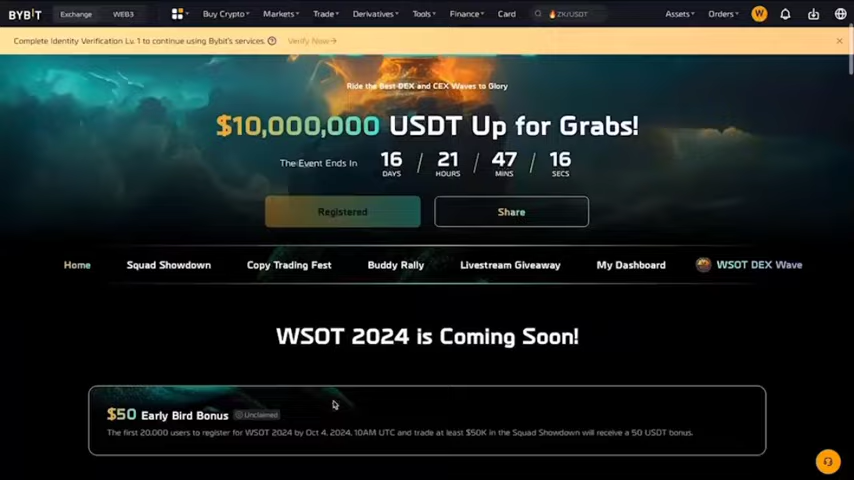 BYBIT Exchange WEB3 Buy Crypto Markets Trade Derivatives Tools Finance Card ZK/USDT Assets Orders W
Complete Identity Verification Lv. 1 to continue using Bybit's services. Verify Now
Ride the Best DEX and CEX Waves to Glory
$10,000,000 USDT Up for Grabs!
The Event Ends In 16 / 21 / 47 / 16
DAYS HOURS MINS SECS
Registered Share
Home Squad Showdown Copy Trading Fest Buddy Rally Livestream Giveaway My Dashboard WSOT DEX Wave
WSOT 2024 is Coming Soon!
$50 Early Bird Bonus Unclaimed
The first 20,000 users to register for WSOT 2024 by Oct 4, 2024, 10AM UTC and trade at least $50K in the Squad Showdown will receive a 50 USDT bonus.